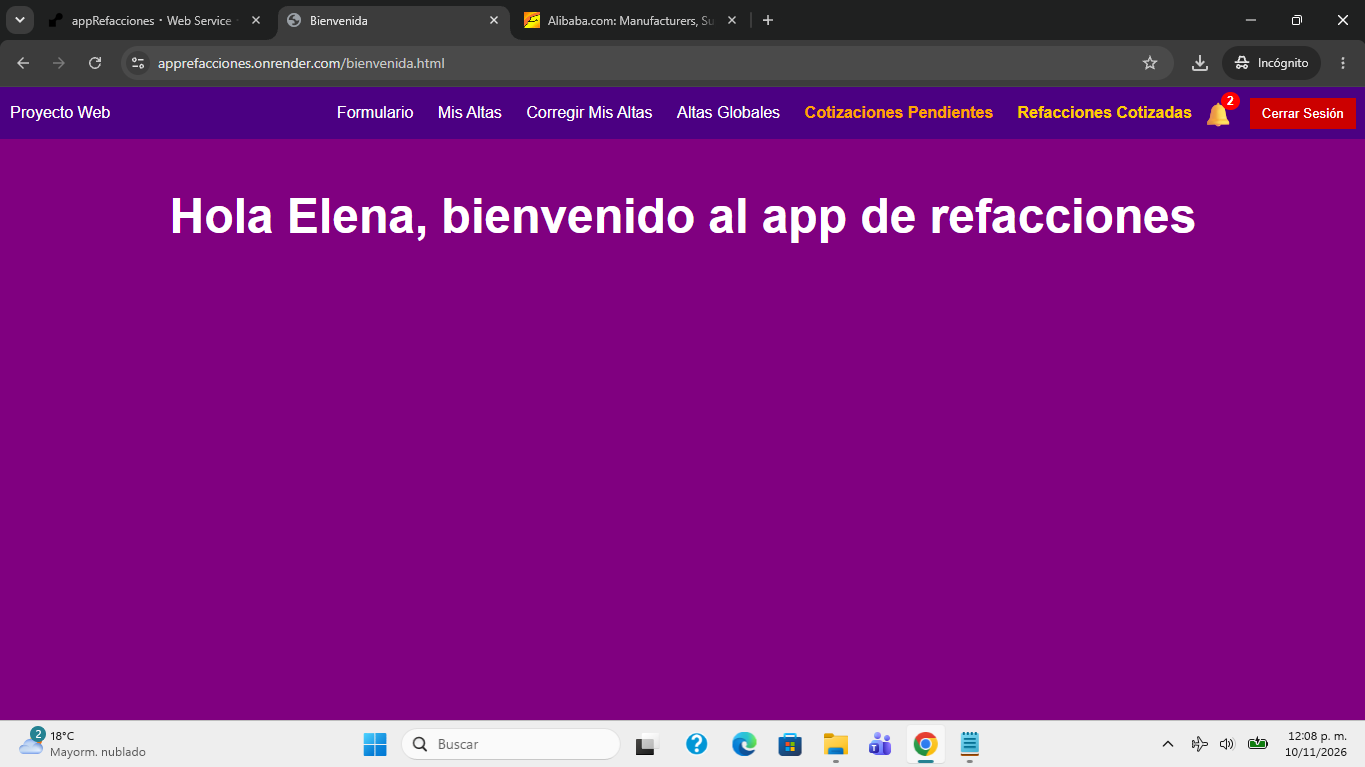 appRefacciones · Web Service
Bienvenida
Alibaba.com: Manufacturers, Su
apprefacciones.onrender.com/bienvenida.html
Incógnito
Proyecto Web
Formulario
Mis Altas
Corregir Mis Altas
Altas Globales
Cotizaciones Pendientes
Refacciones Cotizadas
2
Cerrar Sesión
Hola Elena, bienvenido al app de refacciones
2
18°C
Mayorm. nublado
Buscar
12:08 p. m.
10/11/2026